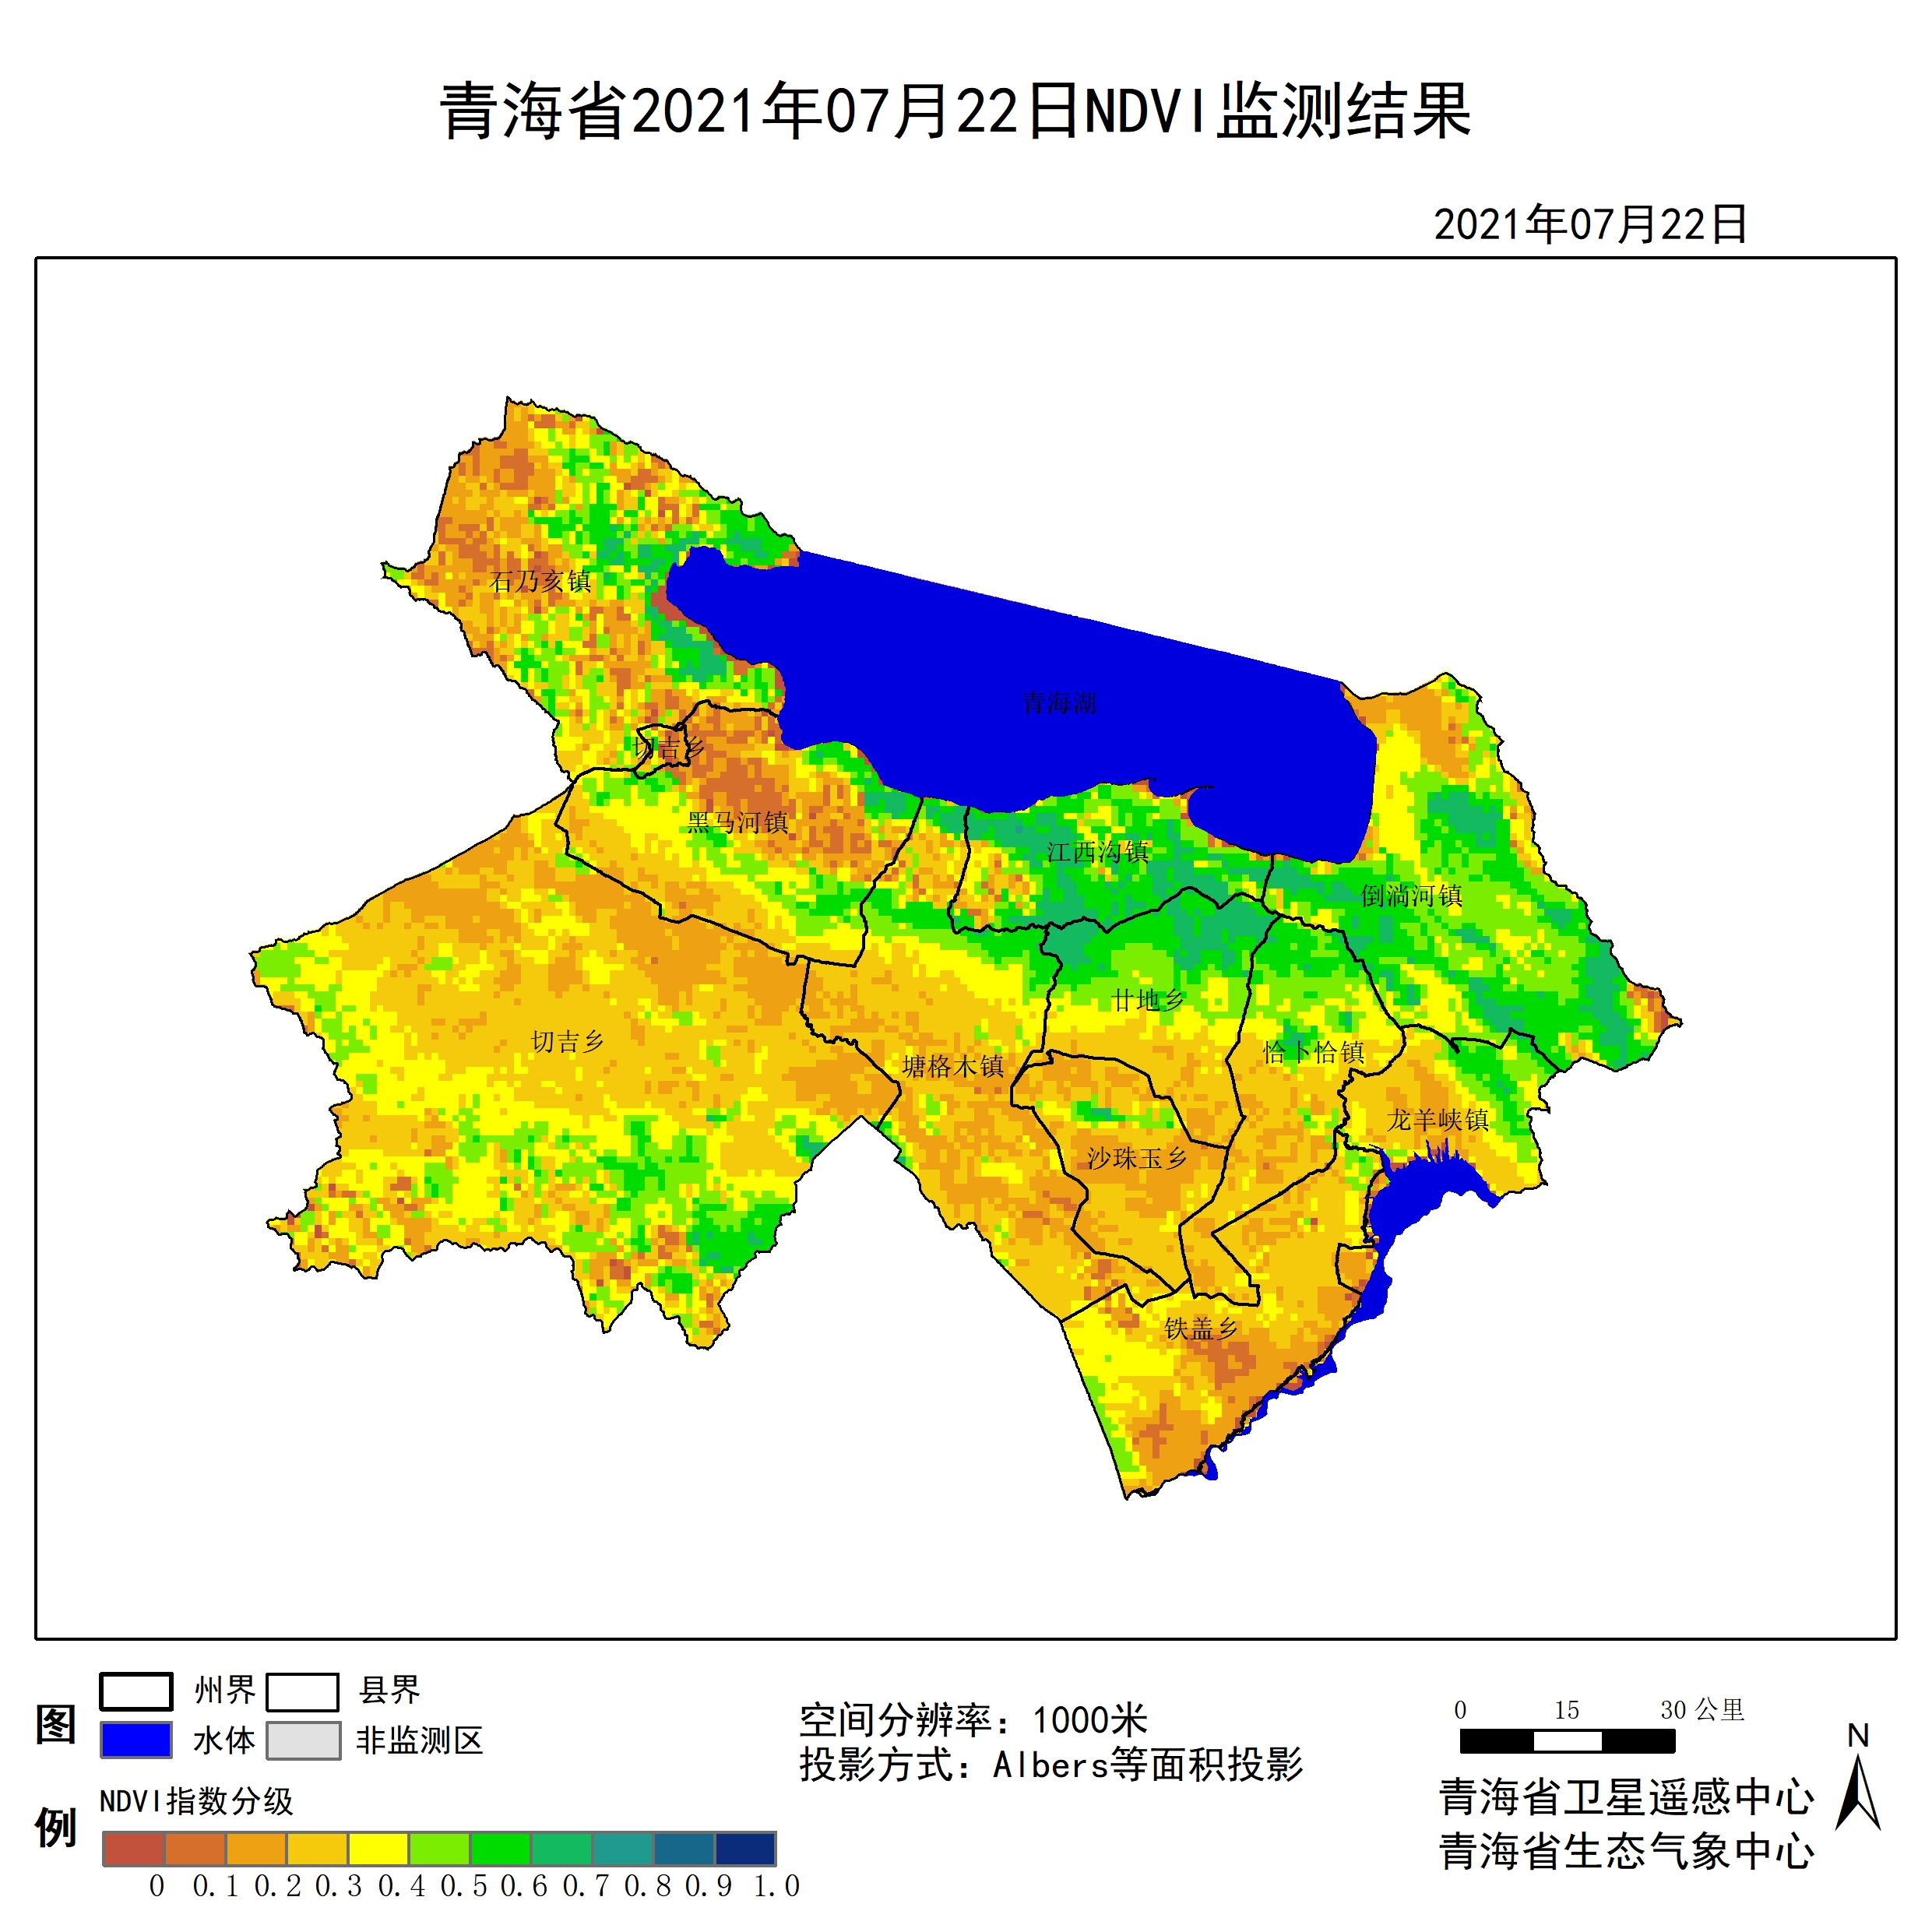 青海省2021年07月22日NDVI监测结果
2021年07月22日
石乃亥镇
青海湖
切吉乡
黑马河镇
江西沟镇
倒淌河镇
廿地乡
切吉乡
恰卜恰镇
塘格木镇
龙羊峡镇
沙珠玉乡
铁盖乡
图例
州界 县界
水体 非监测区
NDVI指数分级
0 0.1 0.2 0.3 0.4 0.5 0.6 0.7 0.8 0.9 1.0
空间分辨率：1000米
投影方式：Albers等面积投影
0 15 30 公里
N
青海省卫星遥感中心
青海省生态气象中心